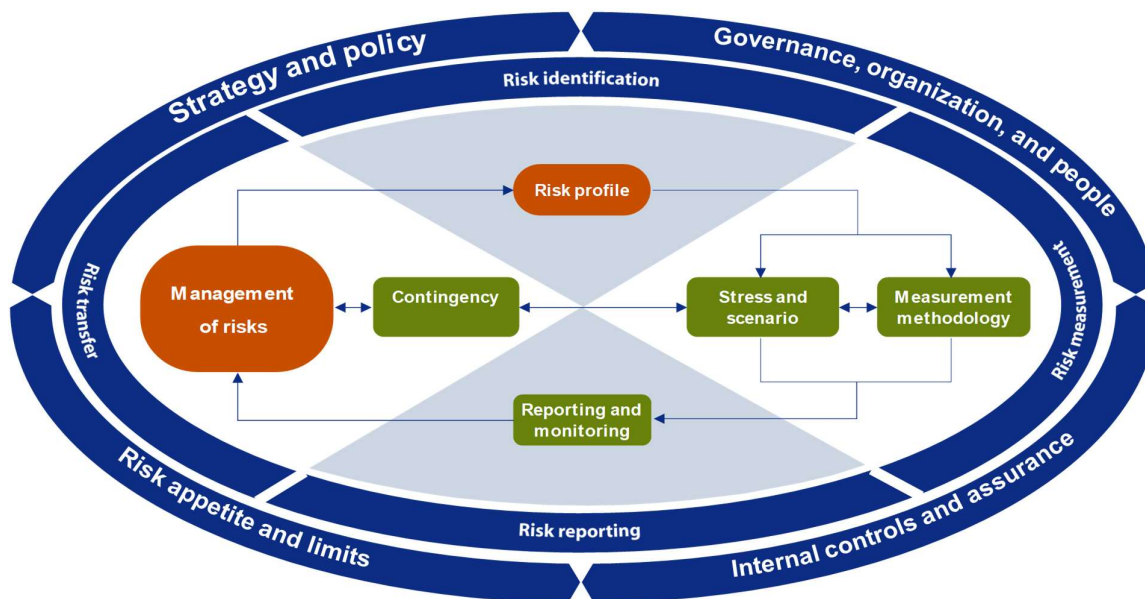 Strategy and policy
Governance, organization, and people
Risk identification
Risk profile
Risk transfer
Management
of risks
Contingency
Stress and
scenario
Measurement
methodology
Risk measurement
Reporting and
monitoring
Risk reporting
Risk appetite and limits
Internal controls and assurance